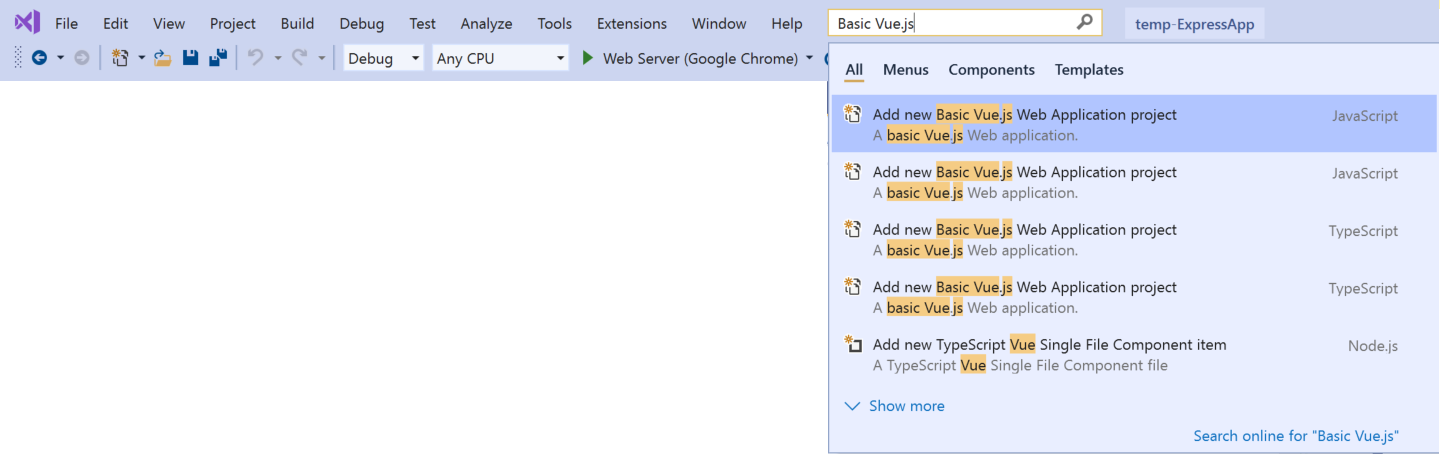 File Edit View Project Build Debug Test Analyze Tools Extensions Window Help Basic Vue.js temp-ExpressApp
Debug Any CPU Web Server (Google Chrome)
All Menus Components Templates
Add new Basic Vue.js Web Application project JavaScript
A basic Vue.js Web application.
Add new Basic Vue.js Web Application project JavaScript
A basic Vue.js Web application.
Add new Basic Vue.js Web Application project TypeScript
A basic Vue.js Web application.
Add new Basic Vue.js Web Application project TypeScript
A basic Vue.js Web application.
Add new TypeScript Vue Single File Component item Node.js
A TypeScript Vue Single File Component file
Show more
Search online for "Basic Vue.js"